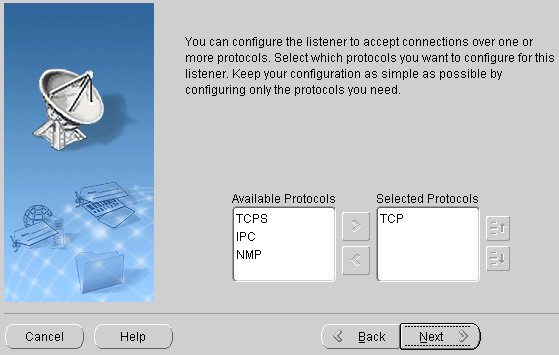 You can configure the listener to accept connections over one or
more protocols. Select which protocols you want to configure for this
listener. Keep your configuration as simple as possible by
configuring only the protocols you need.
Available Protocols
Selected Protocols
TCPS
IPC
NMP
TCP
Cancel
Help
Back
Next